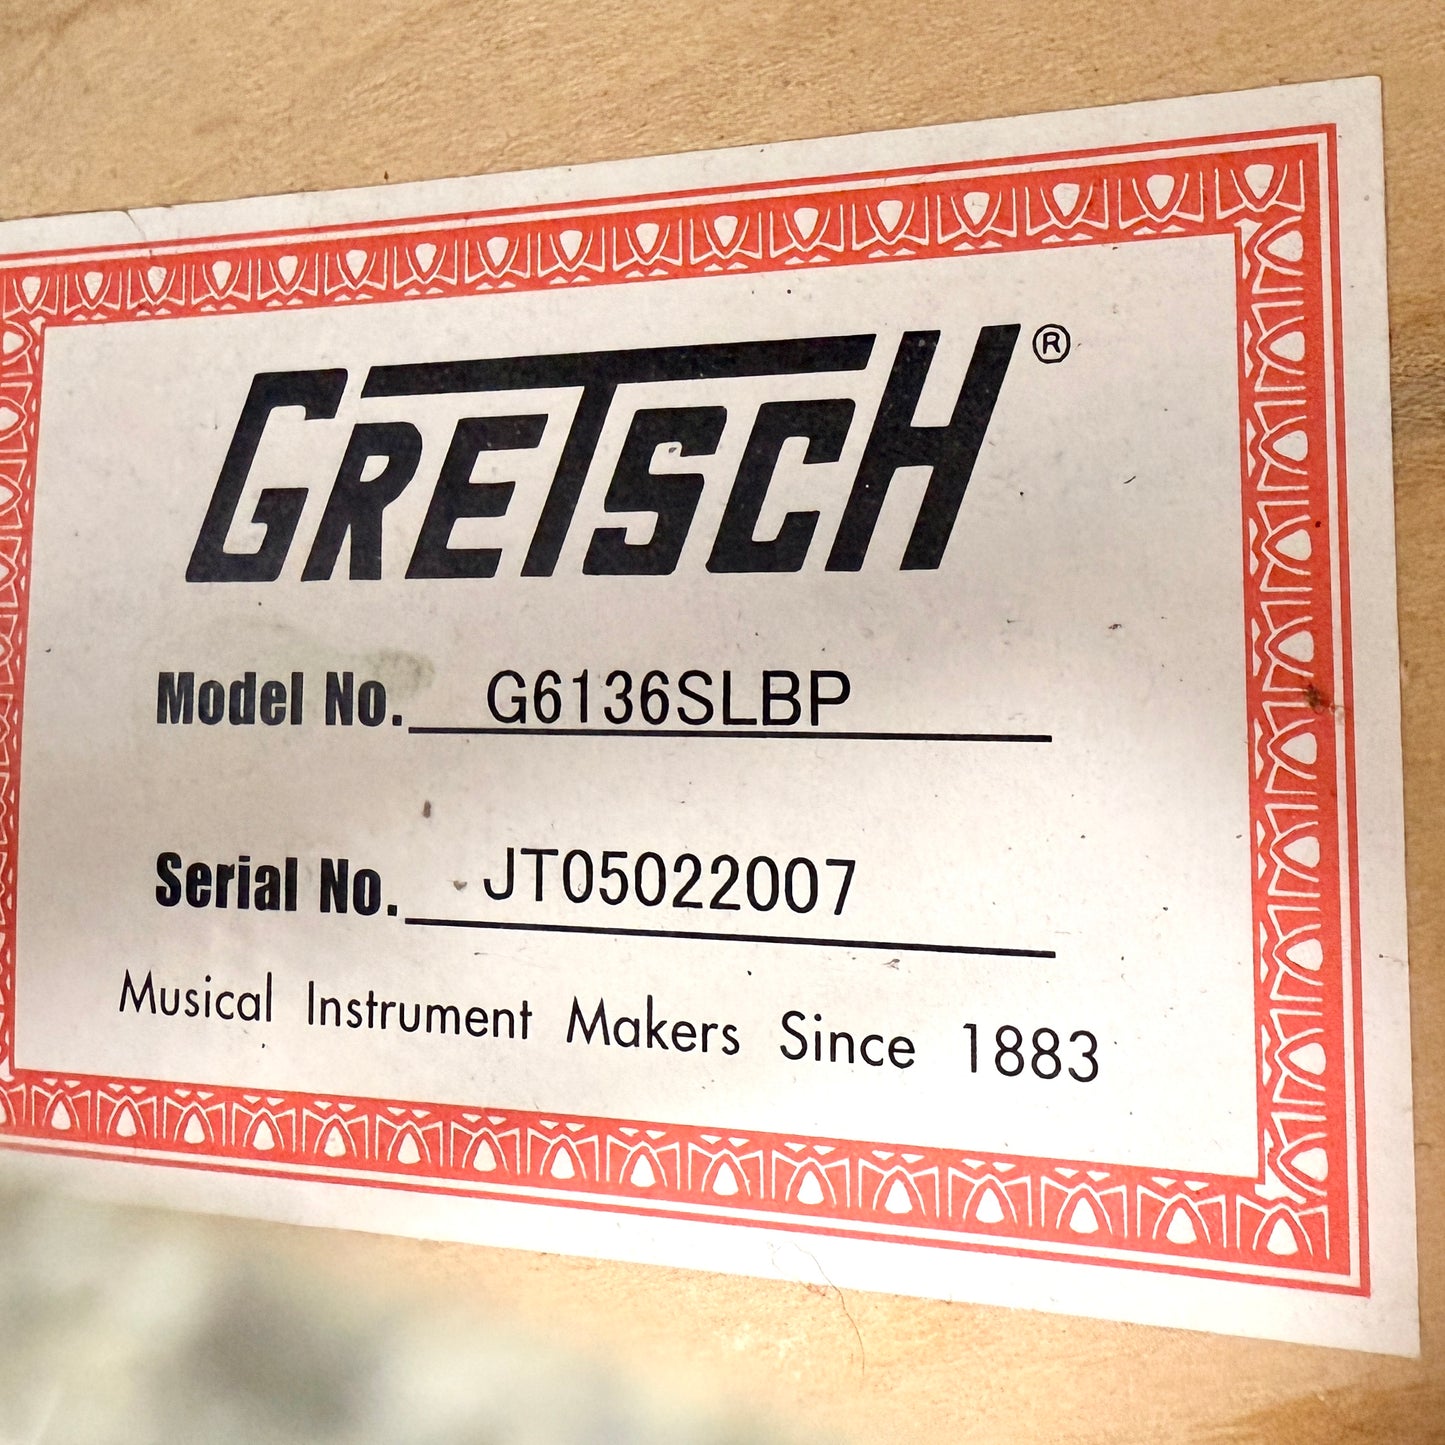 GRETSCH®
Model No. G6136SLBP
Serial No. JT05022007
Musical Instrument Makers Since 1883